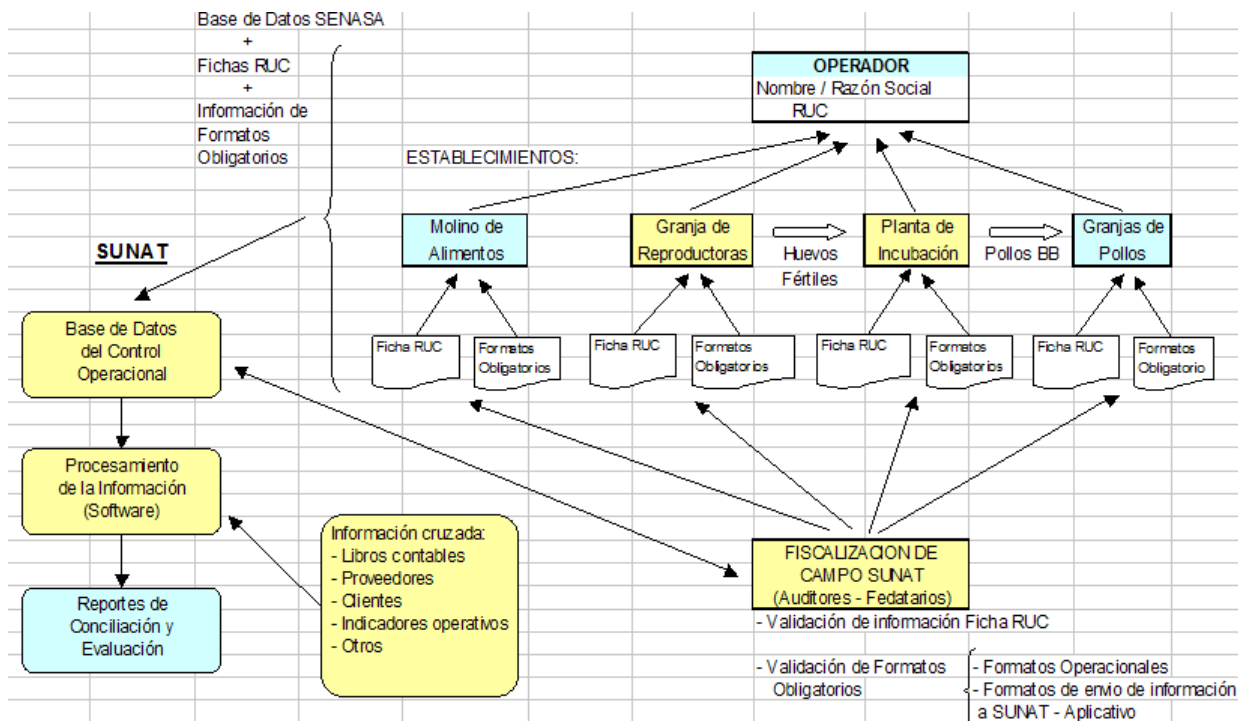 Base de Datos SENASA
+
Fichas RUC
+
Información de
Formatos
Obligatorios
OPERADOR
Nombre / Razón Social
RUC
ESTABLECIMIENTOS:
Molino de
Alimentos
Granja de
Reproductoras
Huevos
Fértiles
Planta de
Incubación
Pollos BB
Granjas de
Pollos
SUNAT
Ficha RUC
Formatos
Obligatorios
Ficha RUC
Formatos
Obligatorios
Ficha RUC
Formatos
Obligatorios
Ficha RUC
Formatos
Obligatorio
Base de Datos
del Control
Operacional
Procesamiento
de la Información
(Software)
Reportes de
Conciliación y
Evaluación
Información cruzada:
- Libros contables
- Proveedores
- Clientes
- Indicadores operativos
- Otros
FISCALIZACION DE
CAMPO SUNAT
(Auditores - Fedatarios)
- Validación de información Ficha RUC
- Validación de Formatos
Obligatorios
- Formatos Operacionales
- Formatos de envio de información
a SUNAT - Aplicativo